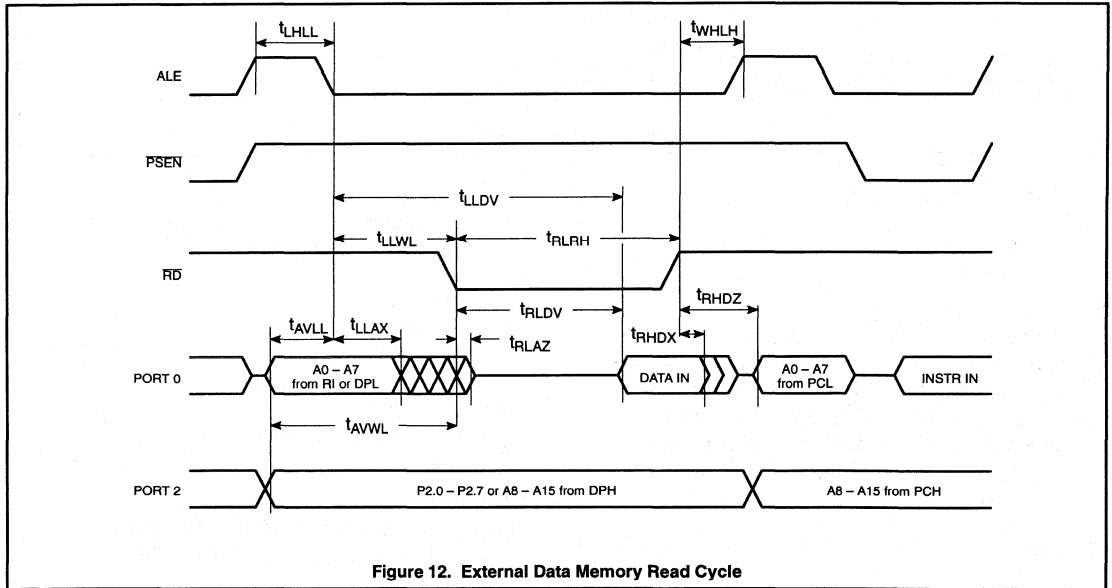 tLHLL
tWHLH
ALE
PSEN
tLLDV
tLLWL
tRLRH
RD
tRLDV
tRHDZ
tAVLL
tLLAX
tRLAZ
tRHDX
PORT 0
A0 – A7
from RI or DPL
DATA IN
A0 – A7
from PCL
INSTR IN
tAVWL
PORT 2
P2.0 – P2.7 or A8 – A15 from DPH
A8 – A15 from PCH
Figure 12. External Data Memory Read Cycle